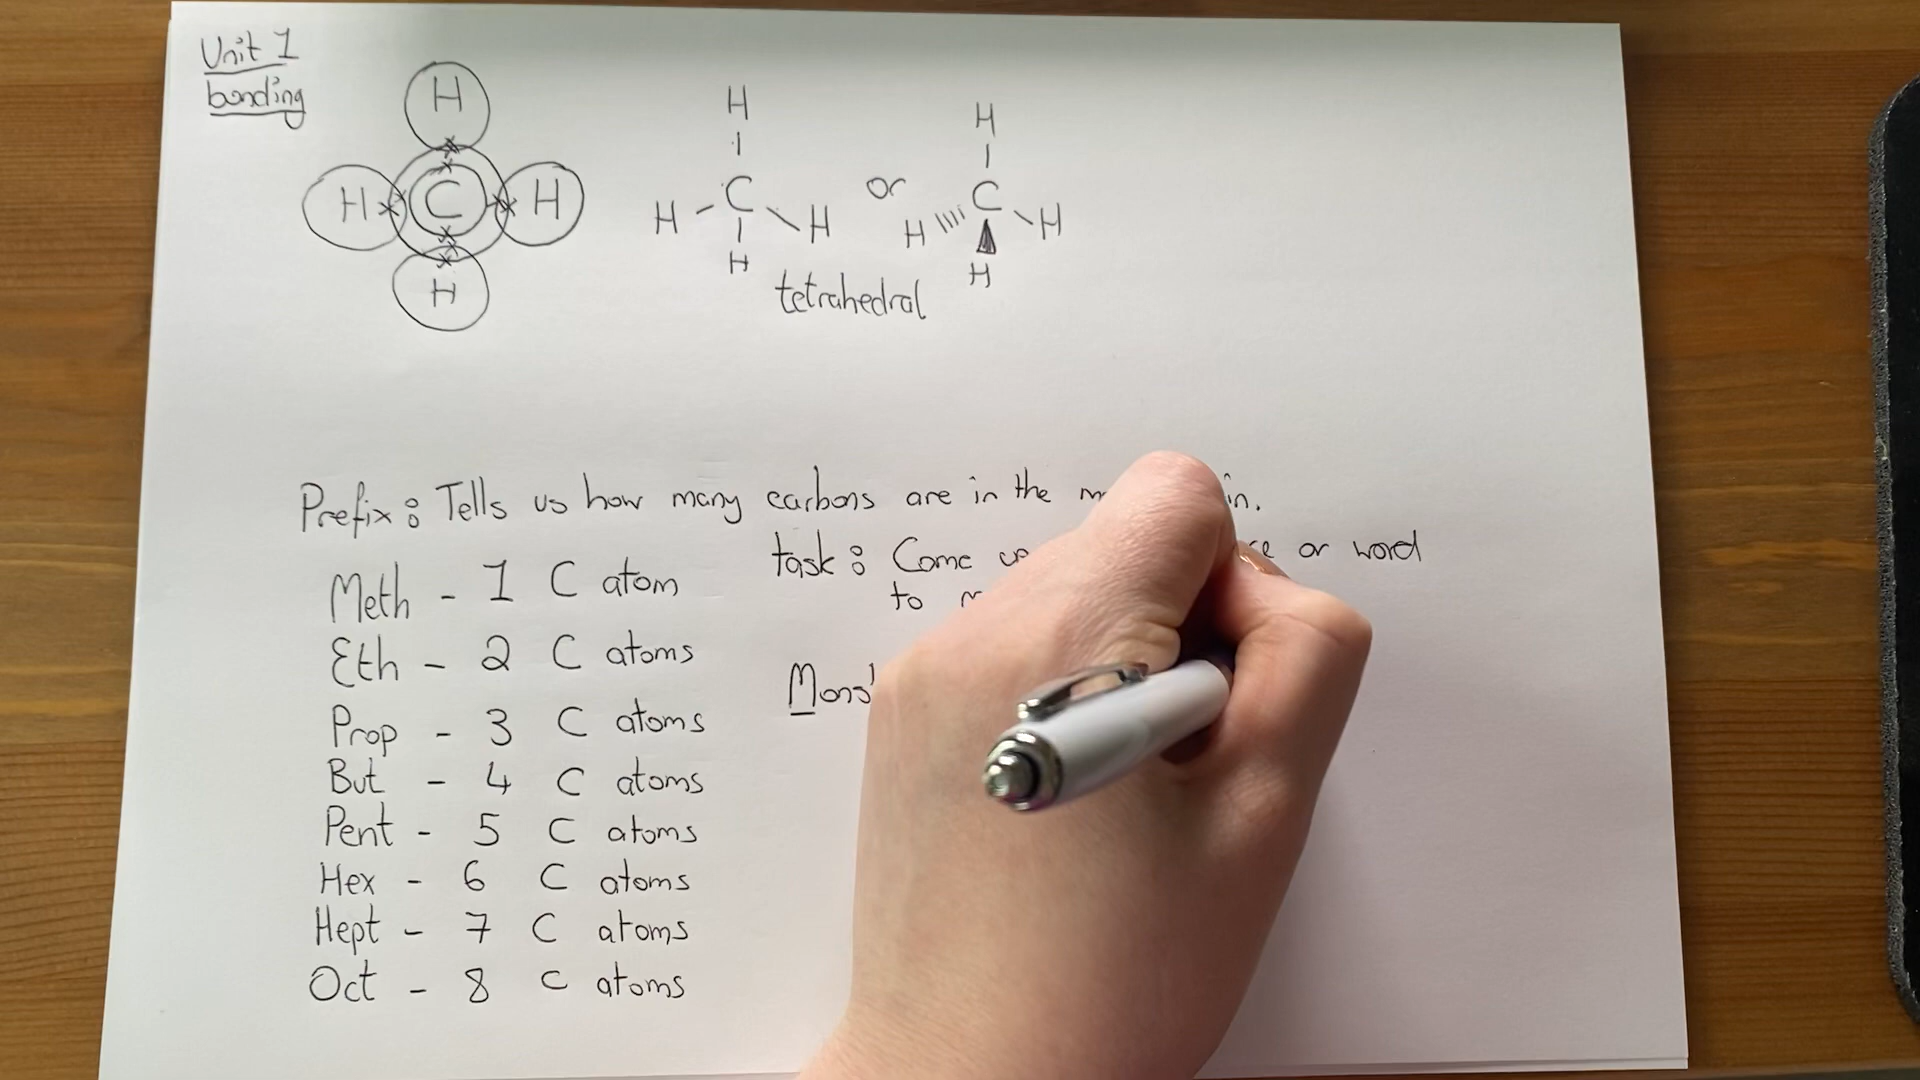 Unit 1
bonding
H
H C H
H
H
C
H H
H
or
H
C
H H
H
tetrahedral
Prefix: Tells us how many carbons are in the
task: Come or word
to
Meth - 1 C atom
Eth - 2 C atoms
Prop - 3 C atoms
But - 4 C atoms
Pent - 5 C atoms
Hex - 6 C atoms
Hept - 7 C atoms
Oct - 8 C atoms